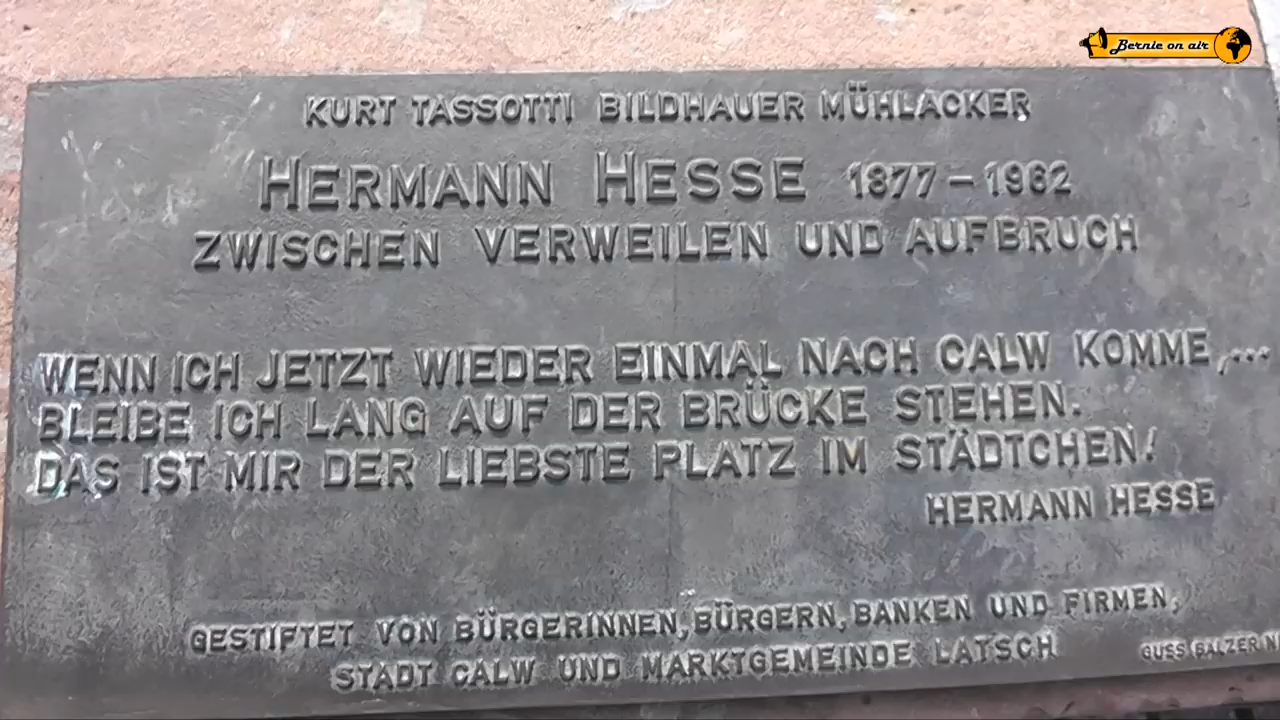 Bernie on air
KURT TASSOTTI BILDHAUER MÜHLACKER
HERMANN HESSE 1877 – 1962
ZWISCHEN VERWEILEN UND AUFBRUCH
WENN ICH JETZT WIEDER EINMAL NACH CALW KOMME,...
BLEIBE ICH LANG AUF DER BRÜCKE STEHEN.
DAS IST MIR DER LIEBSTE PLATZ IM STÄDTCHEN!
HERMANN HESSE
GESTIFTET VON BÜRGERINNEN, BÜRGERN, BANKEN UND FIRMEN,
STADT CALW UND MARKTGEMEINDE LATSCH
GUSS BALZER